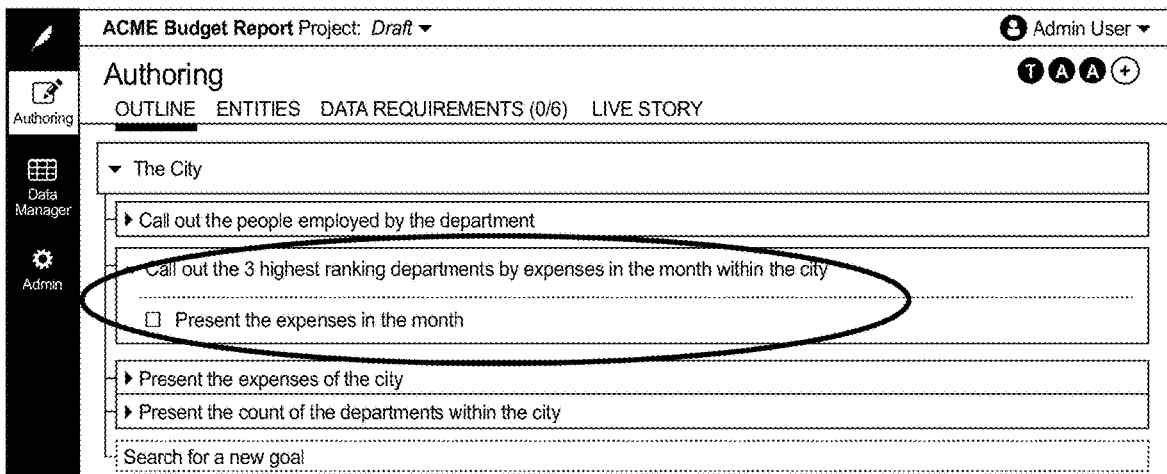 ACME Budget Report Project: Draft
Admin User
Authoring
T A A +
OUTLINE ENTITIES DATA REQUIREMENTS (0/6) LIVE STORY
Authoring
Data
Manager
Admin
The City
Call out the people employed by the department
Call out the 3 highest ranking departments by expenses in the month within the city
Present the expenses in the month
Present the expenses of the city
Present the count of the departments within the city
Search for a new goal